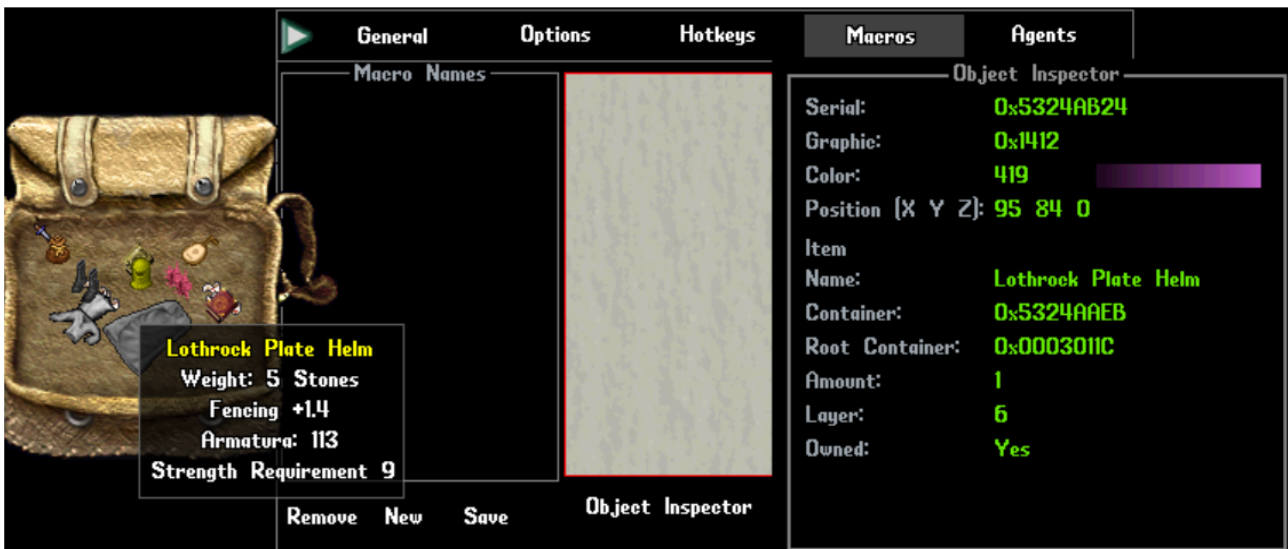 General Options Hotkeys Macros Agents
Macro Names
Lothrock Plate Helm
Weight: 5 Stones
Fencing +1.4
Armatura: 113
Strength Requirement 9
Remove New Save
Object Inspector
Object Inspector
Serial: 0x5324AB24
Graphic: 0x1412
Color: 419
Position (X Y Z): 95 84 0
Item
Name: Lothrock Plate Helm
Container: 0x5324AAEB
Root Container: 0x0003011C
Amount: 1
Layer: 6
Owned: Yes